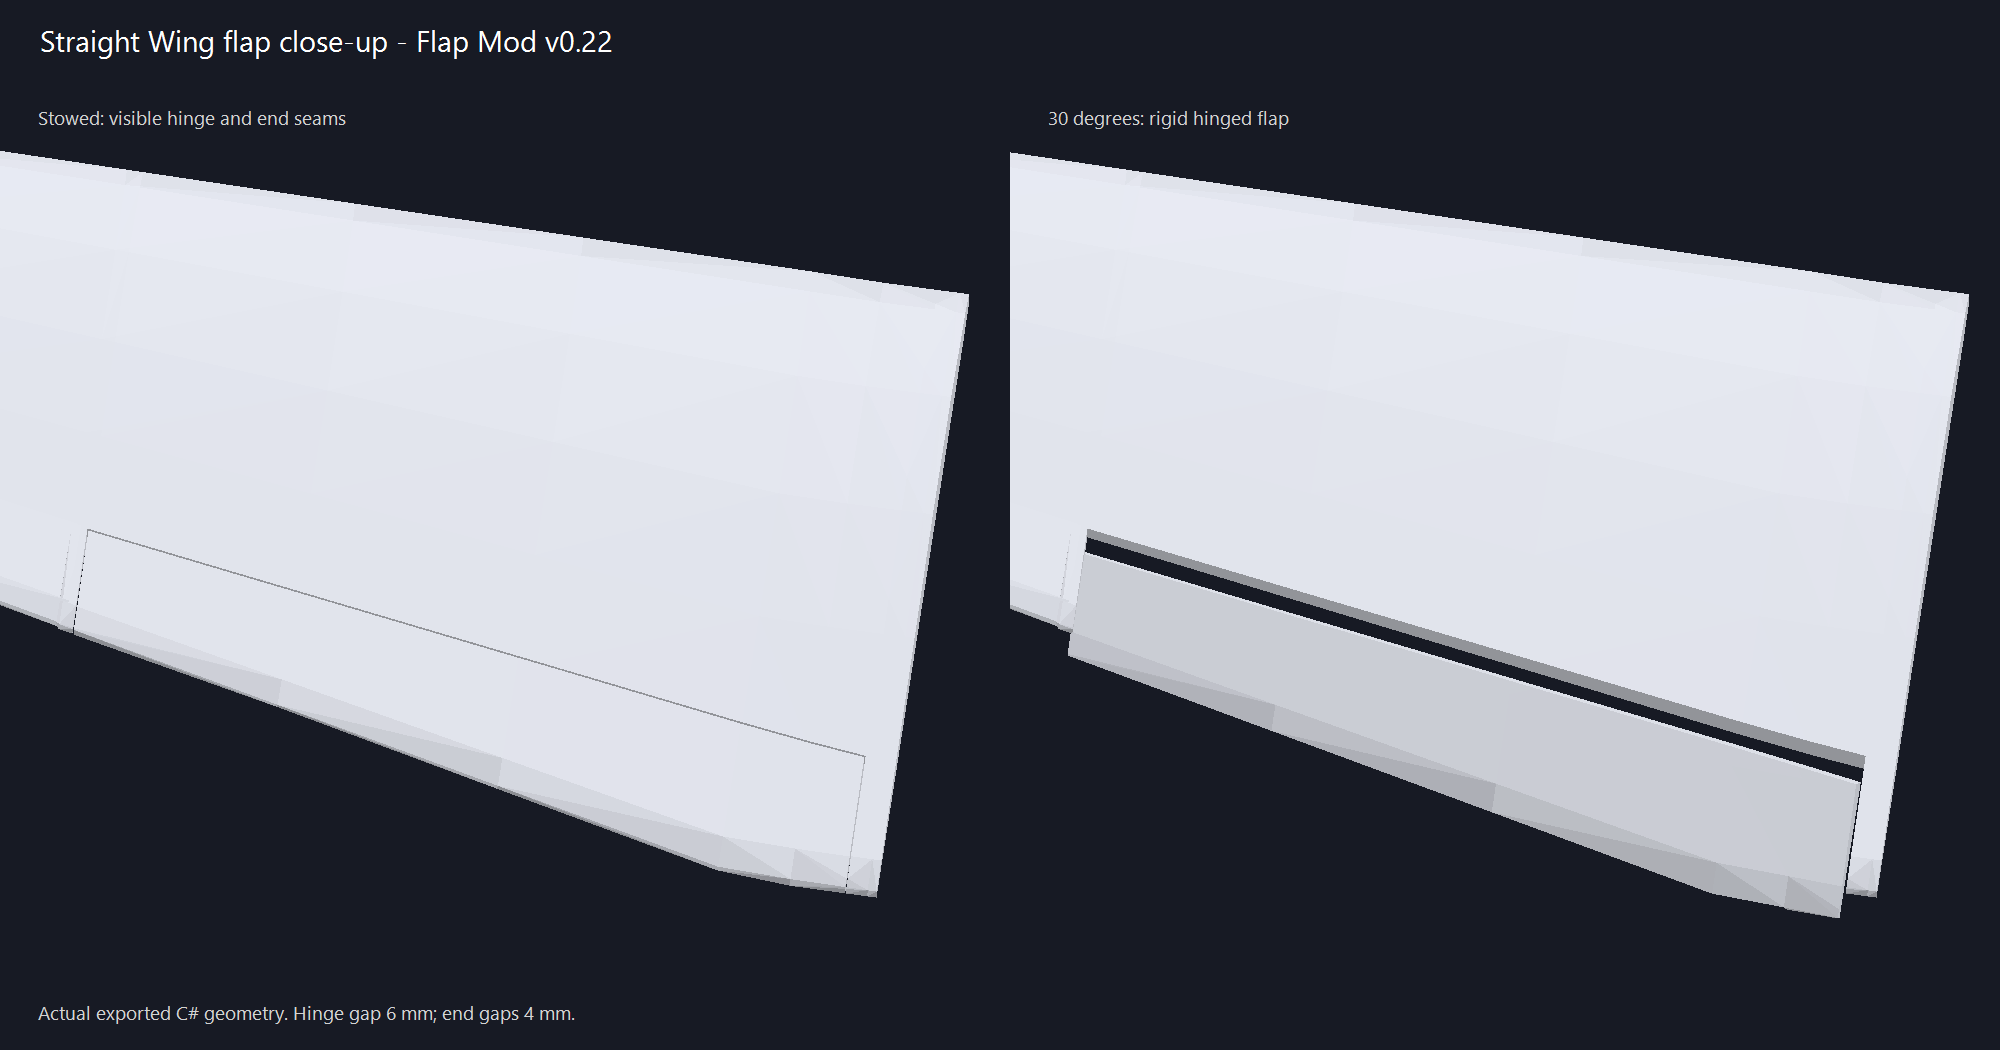 Straight Wing flap close-up - Flap Mod v0.22
Stowed: visible hinge and end seams
30 degrees: rigid hinged flap
Actual exported C# geometry. Hinge gap 6 mm; end gaps 4 mm.